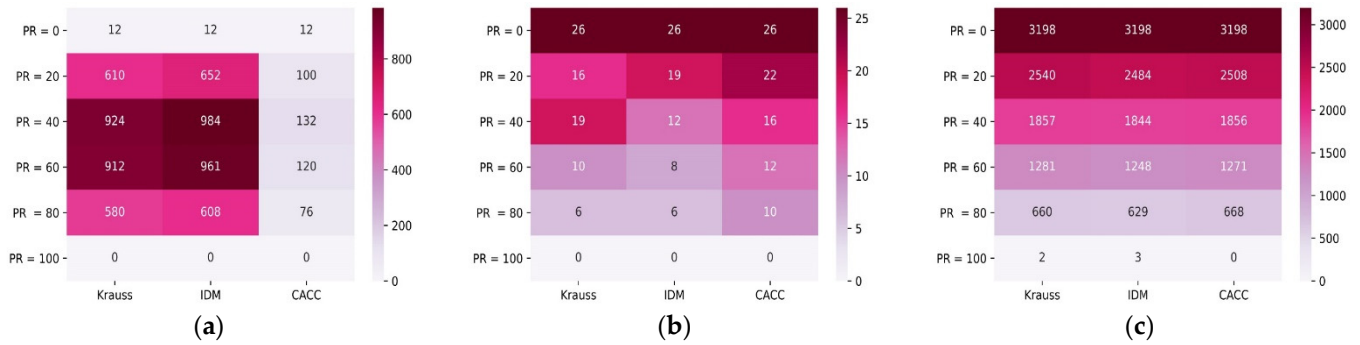 PR = 0 12 12 12
PR = 20 610 652 100
PR = 40 924 984 132
PR = 60 912 961 120
PR = 80 580 608 76
PR = 100 0 0 0
Krauss IDM CACC
800
600
400
200
0
(a)
PR = 0 26 26 26
PR = 20 16 19 22
PR = 40 19 12 16
PR = 60 10 8 12
PR = 80 6 6 10
PR = 100 0 0 0
Krauss IDM CACC
25
20
15
10
5
0
(b)
PR = 0 3198 3198 3198
PR = 20 2540 2484 2508
PR = 40 1857 1844 1856
PR = 60 1281 1248 1271
PR = 80 660 629 668
PR = 100 2 3 0
Krauss IDM CACC
3000
2500
2000
1500
1000
500
0
(c)